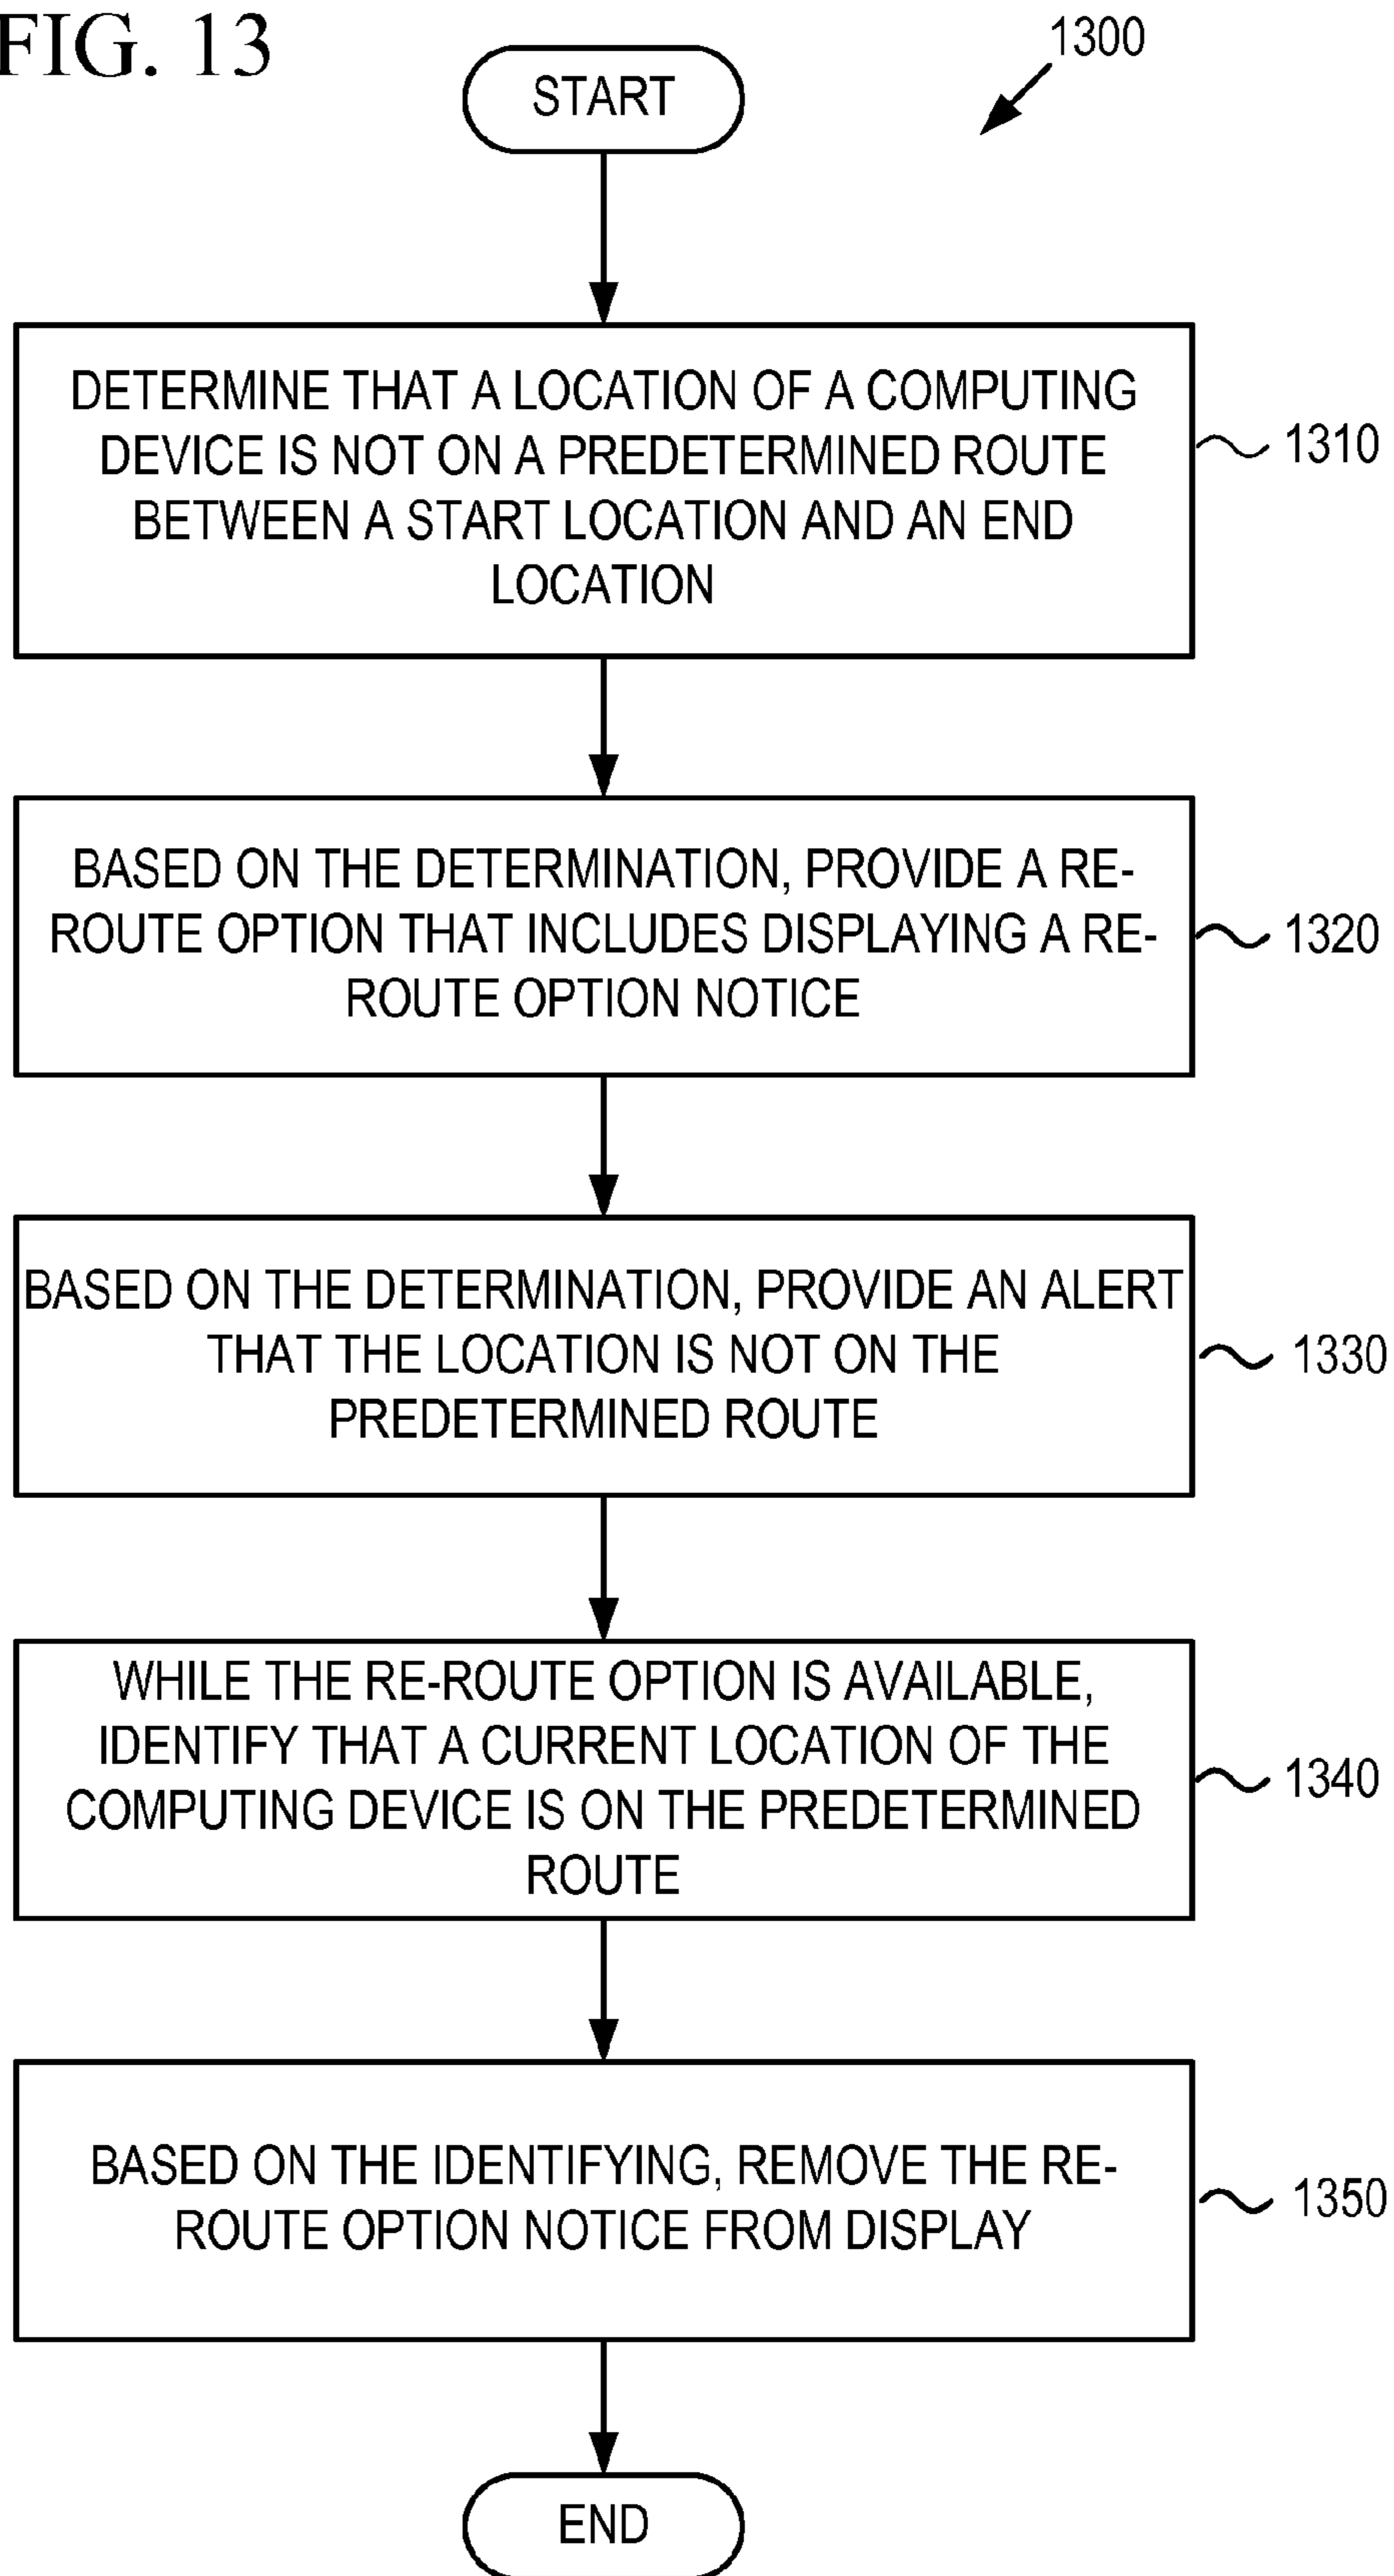 FIG. 13
1300
START
DETERMINE THAT A LOCATION OF A COMPUTING
DEVICE IS NOT ON A PREDETERMINED ROUTE
BETWEEN A START LOCATION AND AN END
LOCATION
1310
BASED ON THE DETERMINATION, PROVIDE A RE-
ROUTE OPTION THAT INCLUDES DISPLAYING A RE-
ROUTE OPTION NOTICE
1320
BASED ON THE DETERMINATION, PROVIDE AN ALERT
THAT THE LOCATION IS NOT ON THE
PREDETERMINED ROUTE
1330
WHILE THE RE-ROUTE OPTION IS AVAILABLE,
IDENTIFY THAT A CURRENT LOCATION OF THE
COMPUTING DEVICE IS ON THE PREDETERMINED
ROUTE
1340
BASED ON THE IDENTIFYING, REMOVE THE RE-
ROUTE OPTION NOTICE FROM DISPLAY
1350
END